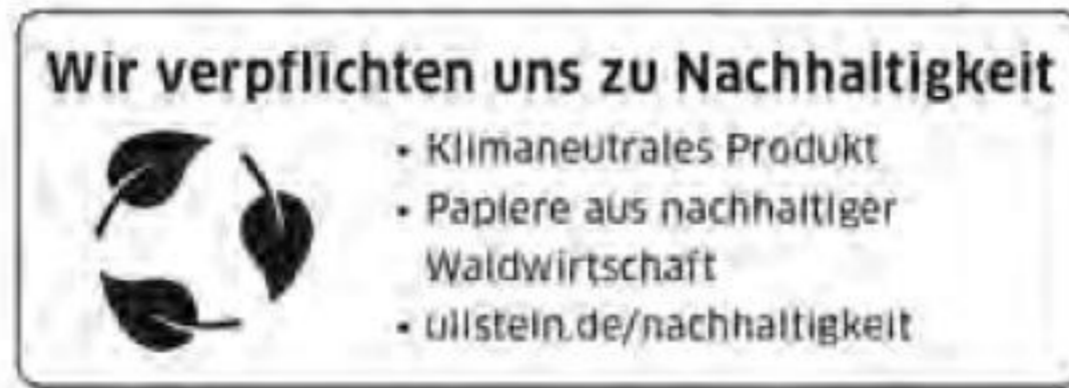 Wir verpflichten uns zu Nachhaltigkeit
• Klimaneutrales Produkt
• Papiere aus nachhaltiger
Waldwirtschaft
• ullstein.de/nachhaltigkeit